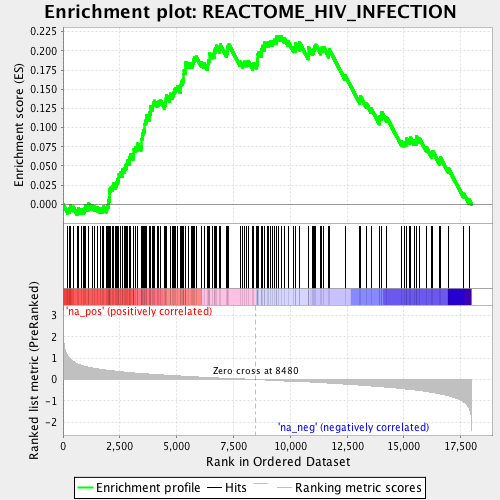 Enrichment plot: REACTOME_HIV_INFECTION
Enrichment score (ES)
0.225
0.200
0.175
0.150
0.125
0.100
0.075
0.050
0.025
0.000
'na_pos' (positively correlated)
Ranked list metric (PreRanked)
3
2
1
0
-1
-2
Zero cross at 8480
'na_neg' (negatively correlated)
0
2,500
5,000
7,500
10,000
12,500
15,000
17,500
Rank in Ordered Dataset
Enrichment profile
Hits
Ranking metric scores